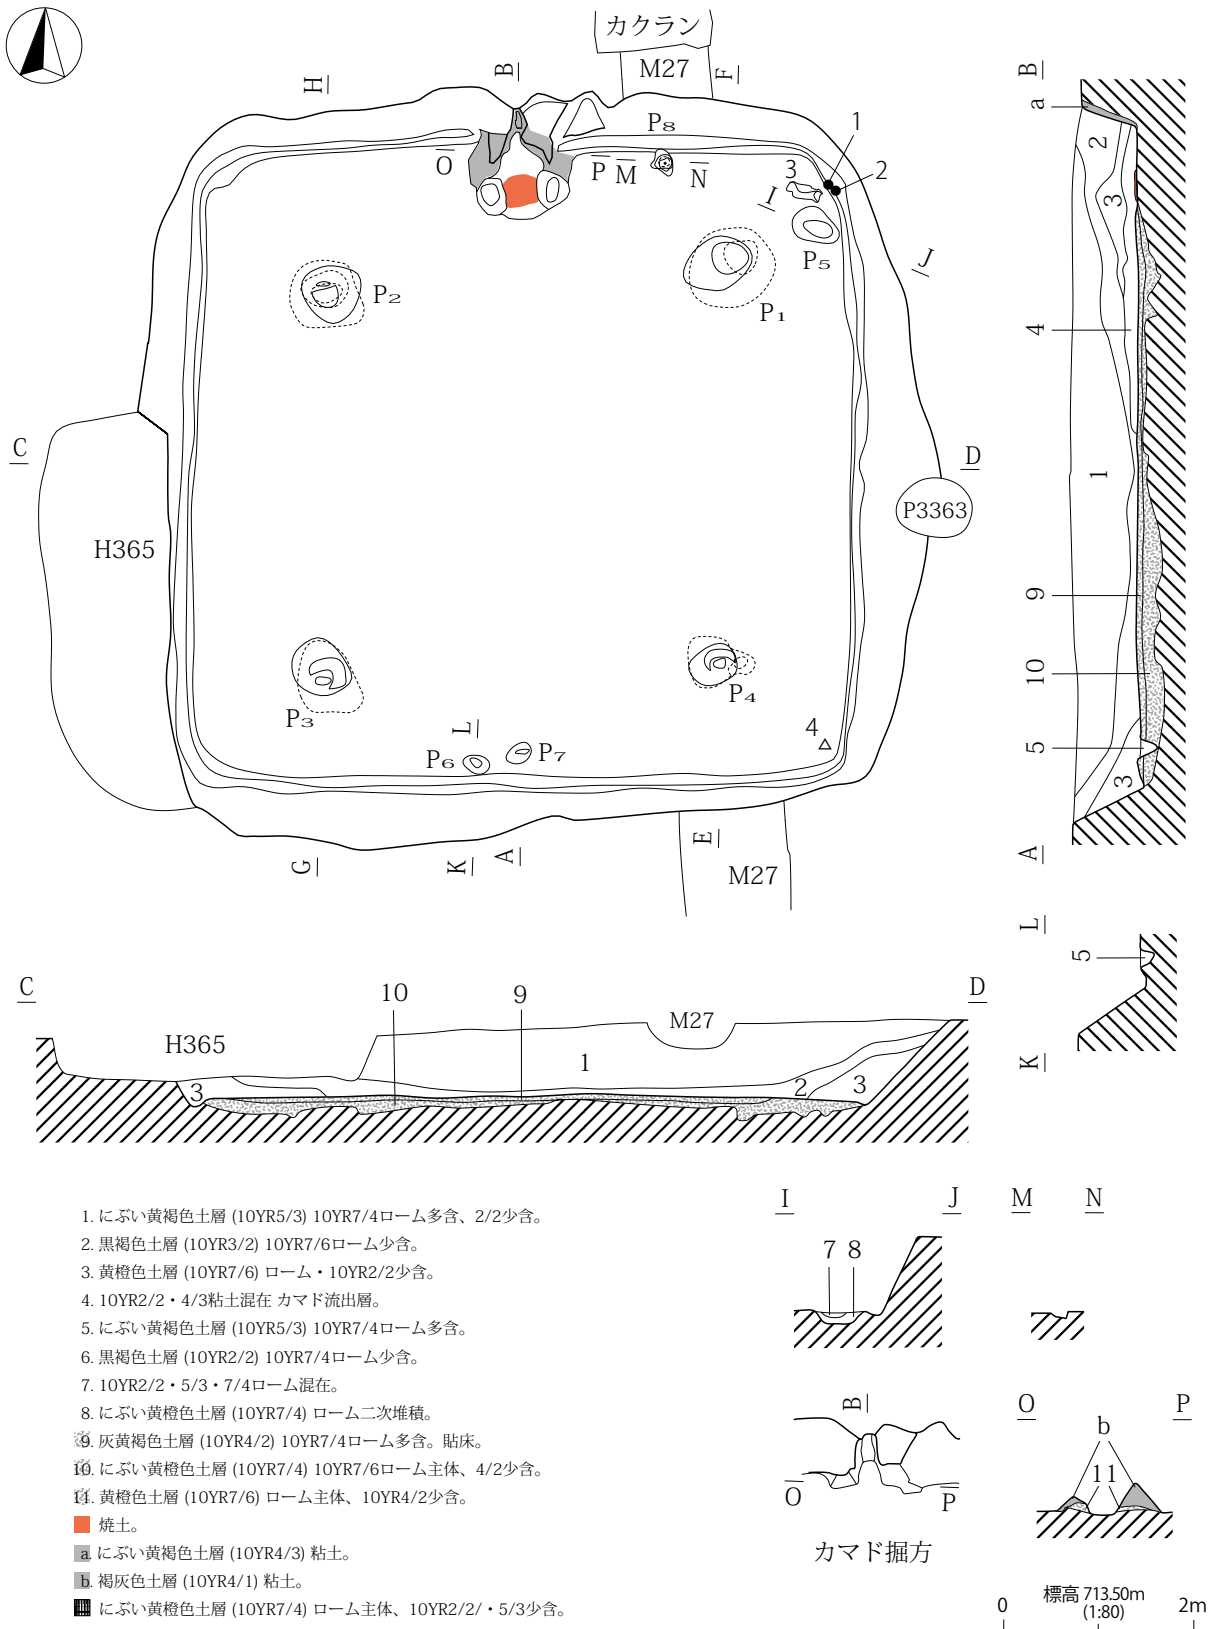 カクラン
M27
H
B
F
P8
1
2
3
O
P
M
N
I
P5
J
P2
P1
C
D
P3363
H365
P3
P4
L
4
P6
P7
G
K
A
E
M27
B
a
2
3
4
1
9
10
5
3
A
L
5
K
C
10
9
D
H365
M27
1
3
2
3
1. にぶい黄褐色土層 (10YR5/3) 10YR7/4ローム多含、2/2少含。
2. 黒褐色土層 (10YR3/2) 10YR7/6ローム少含。
3. 黄橙色土層 (10YR7/6) ローム・10YR2/2少含。
4. 10YR2/2・4/3粘土混在 カマド流出層。
5. にぶい黄褐色土層 (10YR5/3) 10YR7/4ローム多含。
6. 黒褐色土層 (10YR2/2) 10YR7/4ローム少含。
7. 10YR2/2・5/3・7/4ローム混在。
8. にぶい黄橙色土層 (10YR7/4) ローム二次堆積。
9. 灰黄褐色土層 (10YR4/2) 10YR7/4ローム多含。貼床。
10. にぶい黄橙色土層 (10YR7/4) 10YR7/6ローム主体、4/2少含。
11. 黄橙色土層 (10YR7/6) ローム主体、10YR4/2少含。
焼土。
a. にぶい黄褐色土層 (10YR4/3) 粘土。
b. 褐灰色土層 (10YR4/1) 粘土。
にぶい黄橙色土層 (10YR7/4) ローム主体、10YR2/2/・5/3少含。
I
J
7 8
M
N
B
O
P
カマド掘方
O
P
b
11
標高 713.50m
(1:80)
0
2m